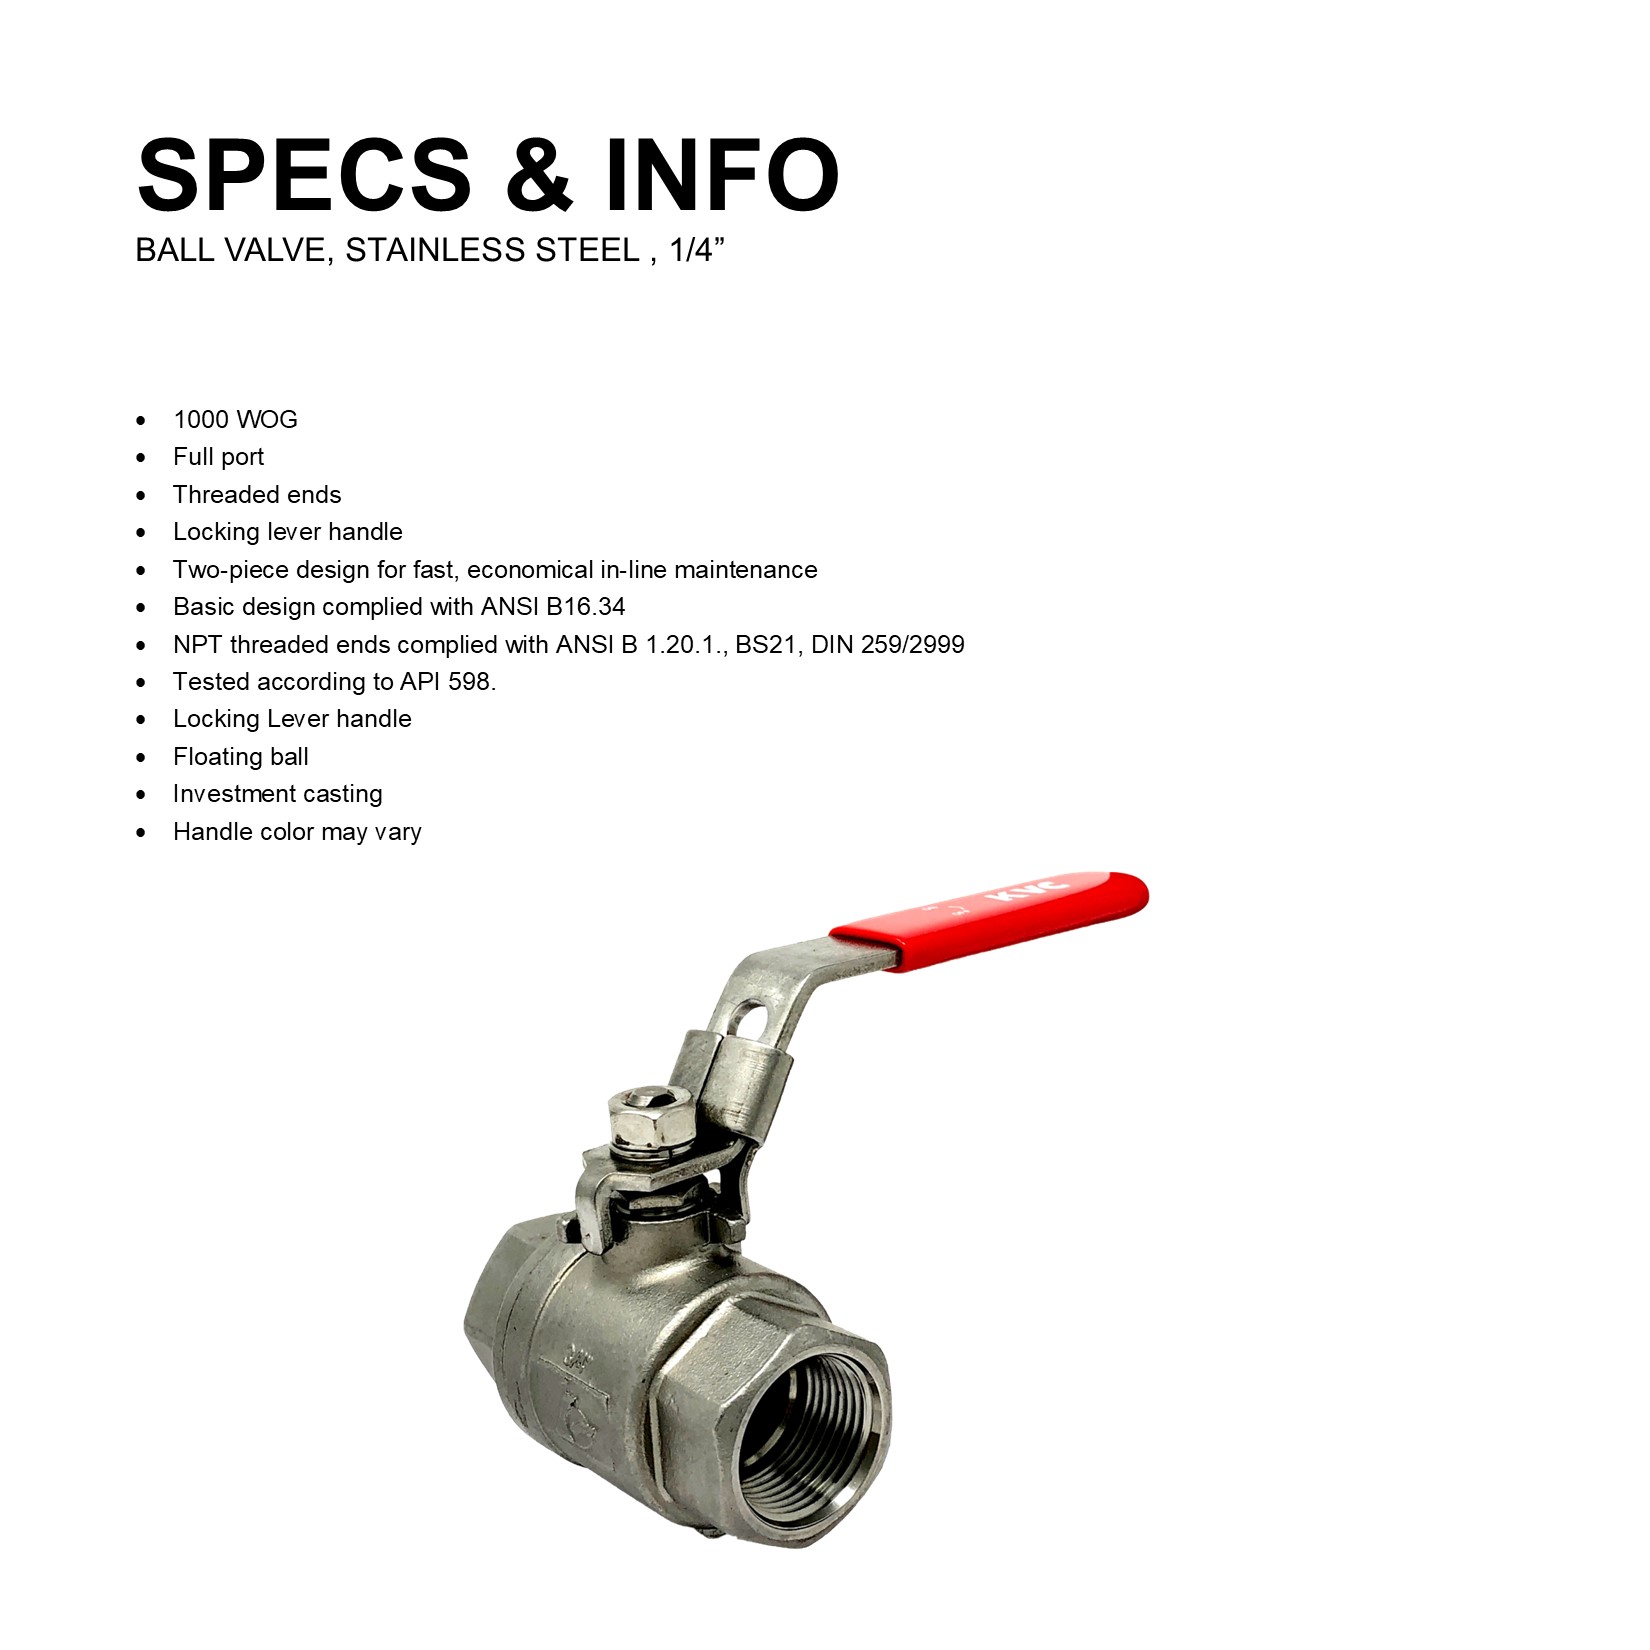 SPECS & INFO
BALL VALVE, STAINLESS STEEL , 1/4”
• 1000 WOG
• Full port
• Threaded ends
• Locking lever handle
• Two-piece design for fast, economical in-line maintenance
• Basic design complied with ANSI B16.34
• NPT threaded ends complied with ANSI B 1.20.1., BS21, DIN 259/2999
• Tested according to API 598.
• Locking Lever handle
• Floating ball
• Investment casting
• Handle color may vary
KVC